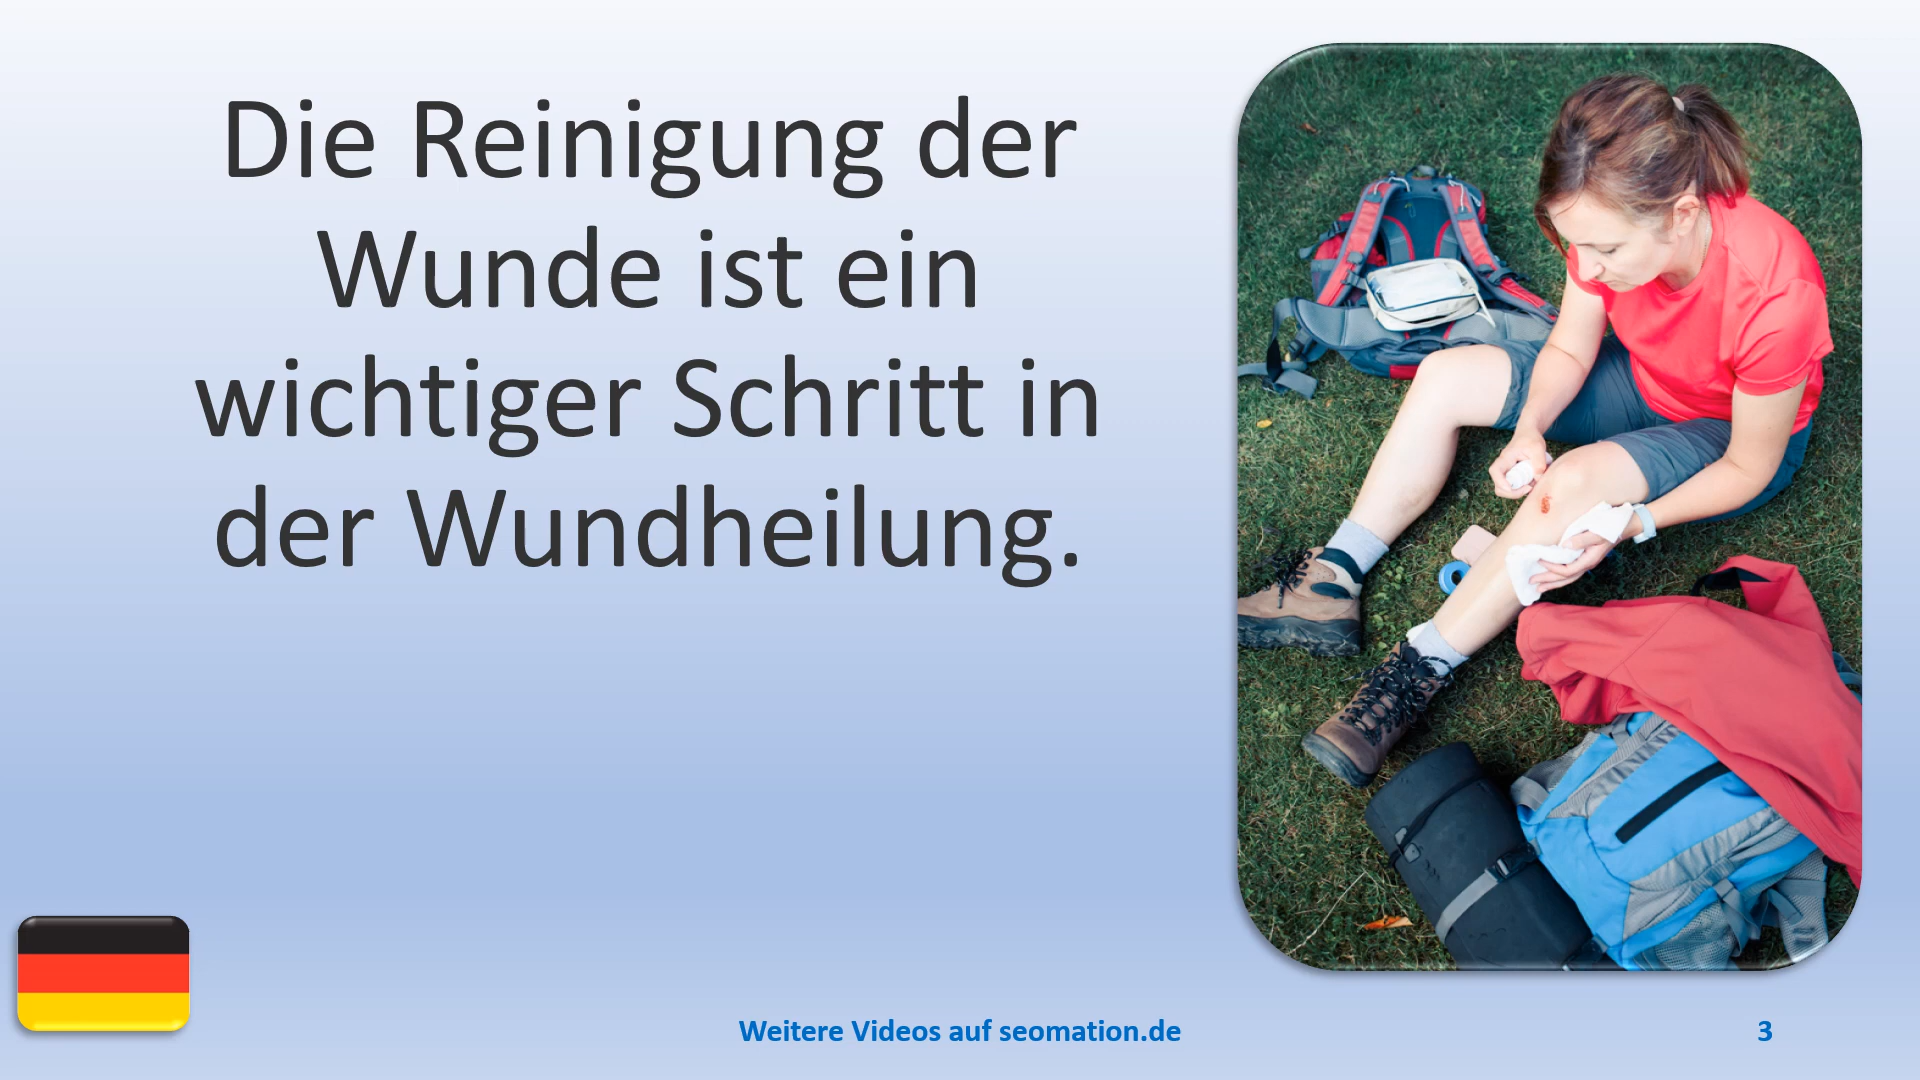 Die Reinigung der
Wunde ist ein
wichtiger Schritt in
der Wundheilung.
Weitere Videos auf seomation.de
3